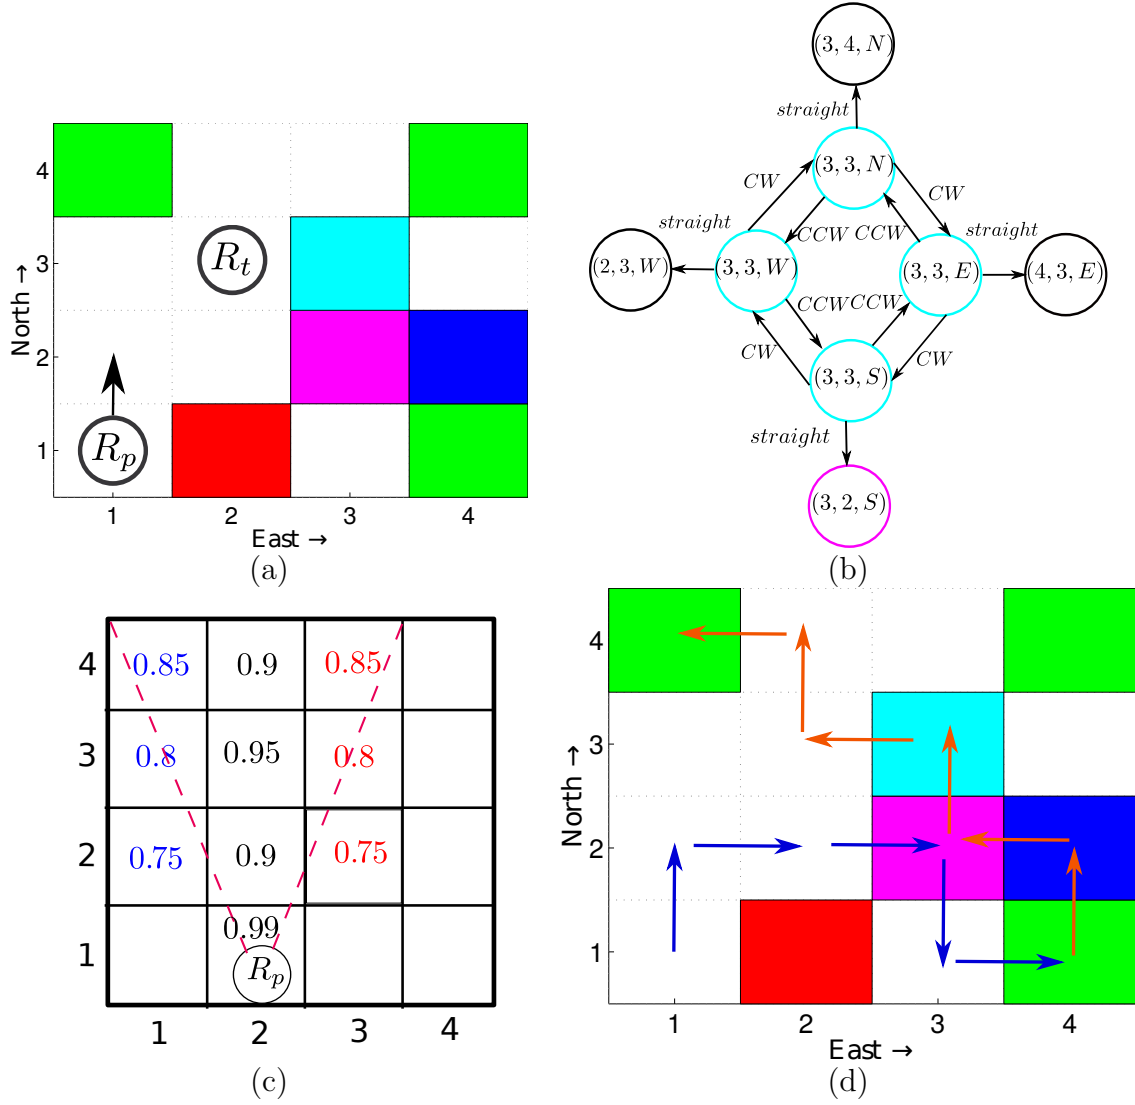 4
3
2
1
North →
R_t
R_p
1 2 3 4
East →
(a)
(3, 4, N)
straight
(3, 3, N)
CW CW
straight CCW CCW straight
(2, 3, W) (3, 3, W) (3, 3, E) (4, 3, E)
CCW CCW
CW CW
(3, 3, S)
straight
(3, 2, S)
(b)
4 0.85 0.9 0.85
3 0.8 0.95 0.8
2 0.75 0.9 0.75
0.99
1 R_p
1 2 3 4
(c)
4
3
2
1
North →
1 2 3 4
East →
(d)